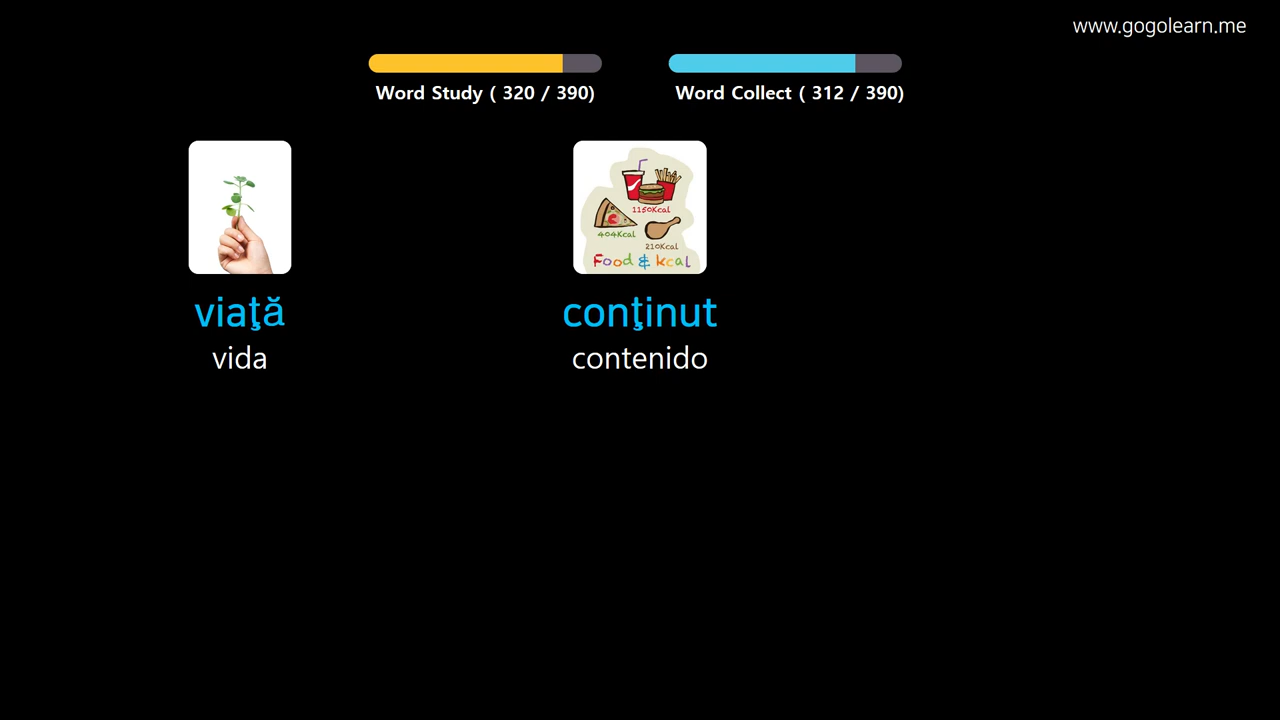 www.gogolearn.me
Word Study ( 320 / 390)
Word Collect ( 312 / 390)
1150Kcal
404Kcal
210Kcal
Food & kcal
viaţă
conţinut
vida
contenido